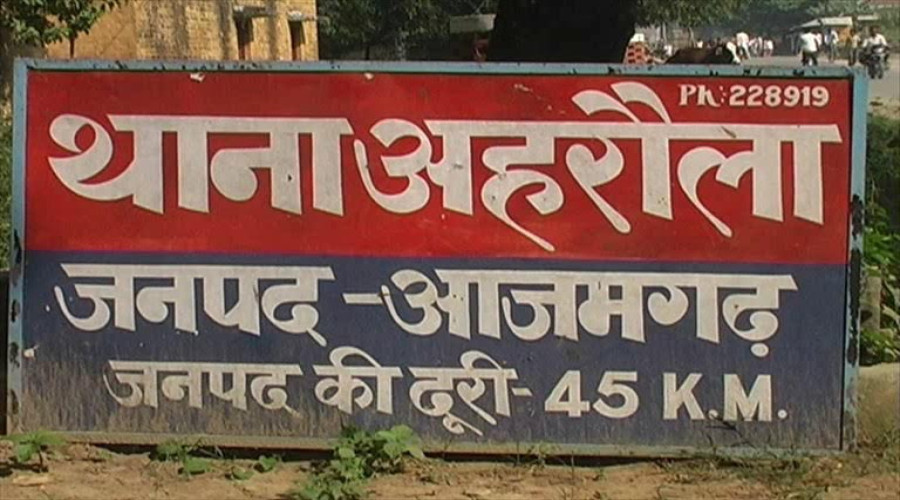 PH: 228919
थाना अहरौला
जनपद - आजमगढ़
जनपद की दूरी - 45 K.M.